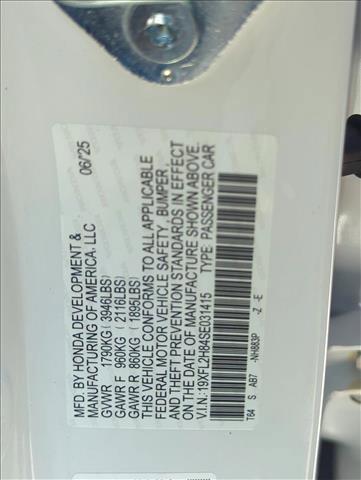 MFD. BY HONDA DEVELOPMENT & 06/25
MANUFACTURING OF AMERICA, LLC
GVWR 1790KG (3946LBS)
GAWR F 960KG (2116LBS)
GAWR R 860KG (1895LBS)
THIS VEHICLE CONFORMS TO ALL APPLICABLE
FEDERAL MOTOR VEHICLE SAFETY, BUMPER,
AND THEFT PREVENTION STANDARDS IN EFFECT
ON THE DATE OF MANUFACTURE SHOWN ABOVE.
V.I.N.: 19XFL2H84SE031415 TYPE: PASSENGER CAR
T64 S AB7 -NH883P -Z -E